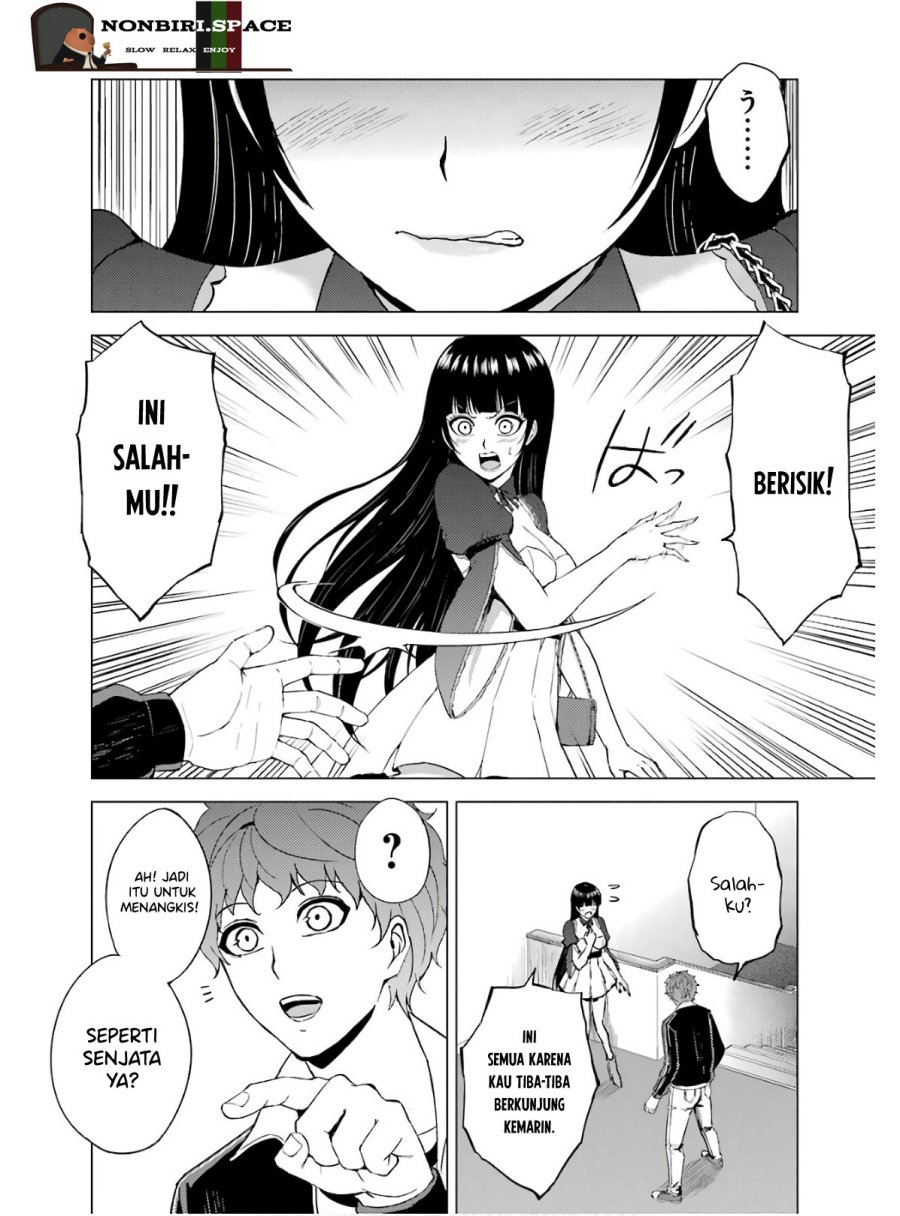 NONBIRI.SPACE
SLOW RELAX ENJOY
う……
BERISIK!
ばっ
INI
SALAH-
MU!!
Salah-
ku?
INI
SEMUA KARENA
KAU TIBA-TIBA
BERKUNJUNG
KEMARIN.
?
AH! JADI
ITU UNTUK
MENANGKIS!
SEPERTI
SENJATA
YA?